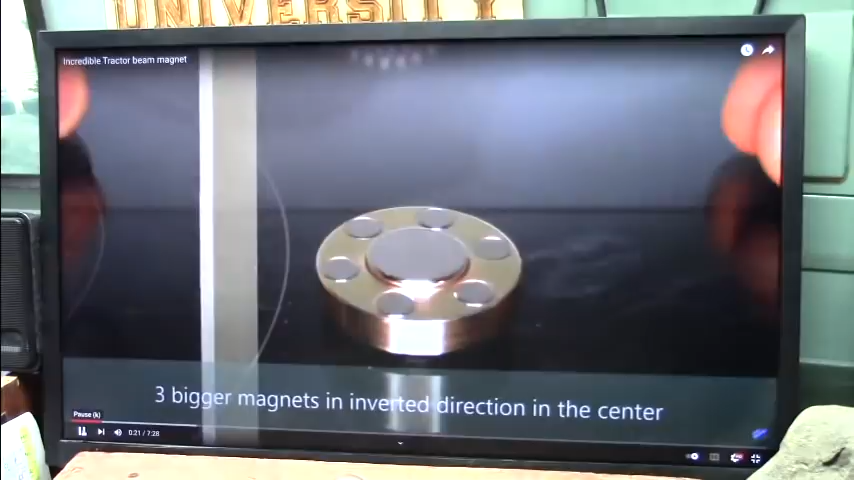 UNIVERSITY
Incredible Tractor beam magnet
3 bigger magnets in inverted direction in the center
Pause (k)
0:21 / 7:28